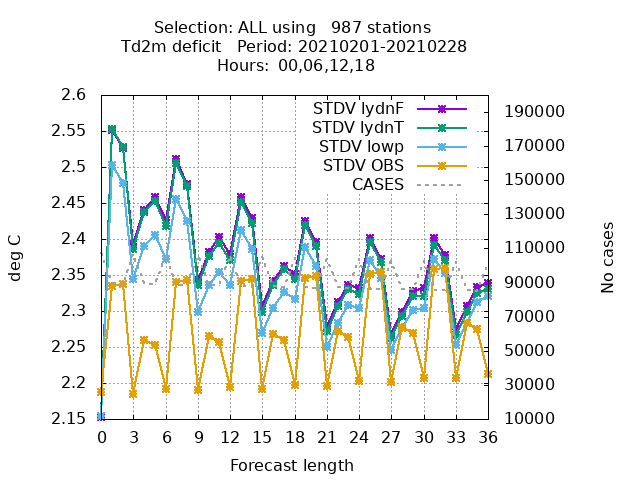 Selection: ALL using   987 stations
Td2m deficit   Period: 20210201-20210228
Hours:  00,06,12,18
STDV lydnF
STDV lydnT
STDV lowp
STDV OBS
CASES
2.6
2.55
2.5
2.45
2.4
2.35
2.3
2.25
2.2
2.15
190000
170000
150000
130000
110000
90000
70000
50000
30000
10000
deg C
No cases
0 3 6 9 12 15 18 21 24 27 30 33 36
Forecast length